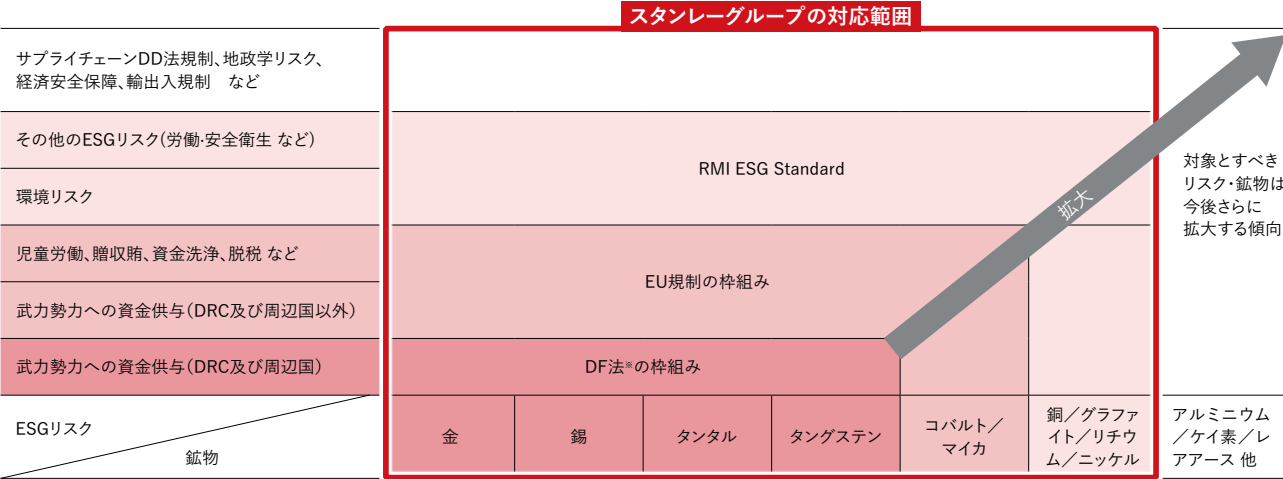 スタンレーグループの対応範囲
サプライチェーンDD法規制、地政学リスク、
経済安全保障、輸出入規制　など
その他のESGリスク(労働・安全衛生 など)
環境リスク
RMI ESG Standard
拡大
対象とすべき
リスク・鉱物は
今後さらに
拡大する傾向
児童労働、贈収賄、資金洗浄、脱税 など
武力勢力への資金供与（DRC及び周辺国以外）
EU規制の枠組み
武力勢力への資金供与（DRC及び周辺国）
DF法※の枠組み
ESGリスク
鉱物
金
錫
タンタル
タングステン
コバルト／
マイカ
銅／グラファ
イト／リチウ
ム／ニッケル
アルミニウム
／ケイ素／レ
アアース 他